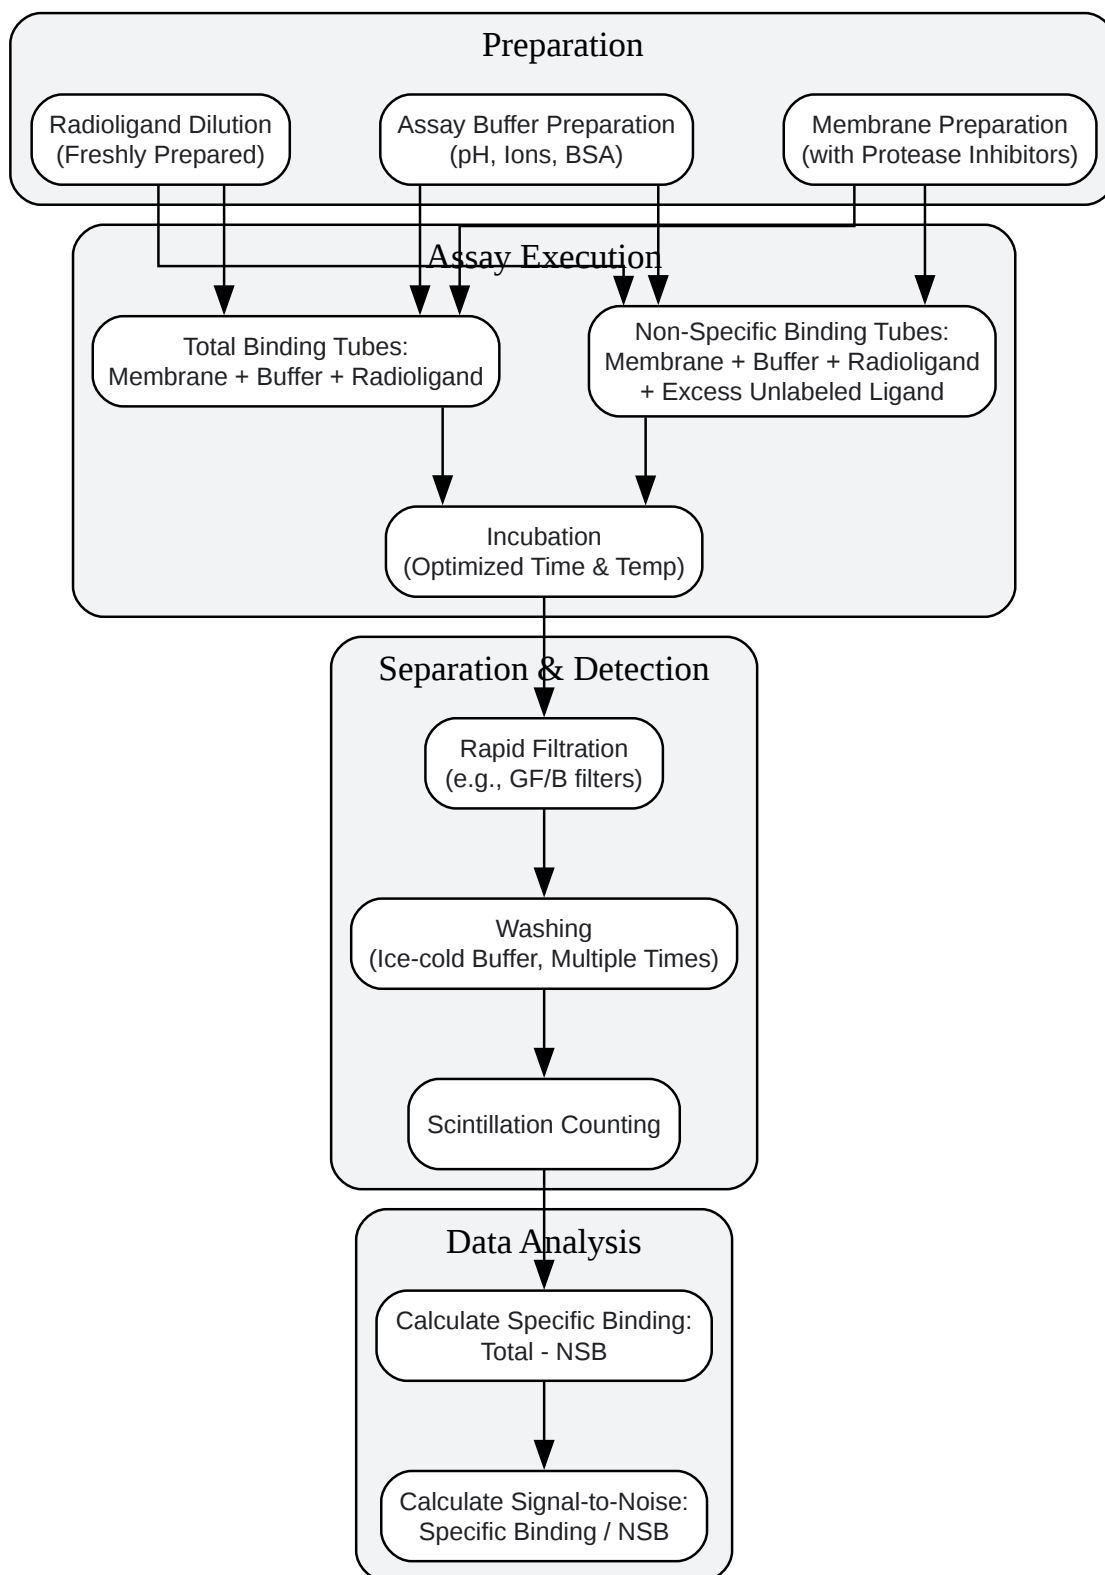 Preparation
Radioligand Dilution
(Freshly Prepared)
Assay Buffer Preparation
(pH, Ions, BSA)
Membrane Preparation
(with Protease Inhibitors)
Assay Execution
Total Binding Tubes:
Membrane + Buffer + Radioligand
Non-Specific Binding Tubes:
Membrane + Buffer + Radioligand
+ Excess Unlabeled Ligand
Incubation
(Optimized Time & Temp)
Separation & Detection
Rapid Filtration
(e.g., GF/B filters)
Washing
(Ice-cold Buffer, Multiple Times)
Scintillation Counting
Data Analysis
Calculate Specific Binding:
Total - NSB
Calculate Signal-to-Noise:
Specific Binding / NSB